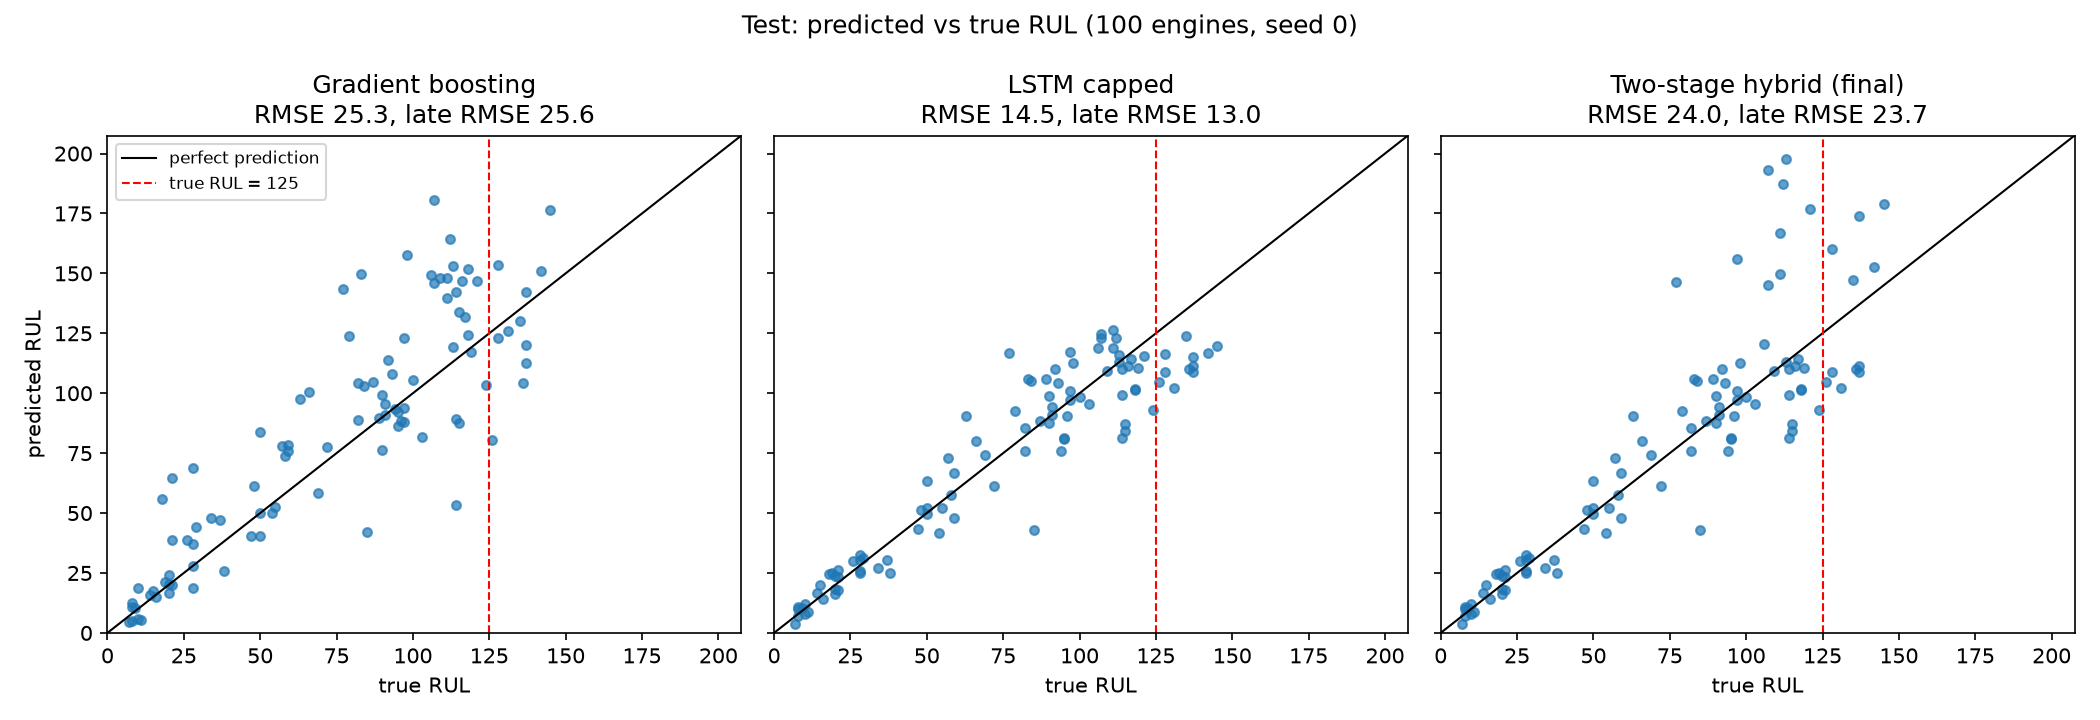 Test: predicted vs true RUL (100 engines, seed 0)
Gradient boosting
RMSE 25.3, late RMSE 25.6
LSTM capped
RMSE 14.5, late RMSE 13.0
Two-stage hybrid (final)
RMSE 24.0, late RMSE 23.7
perfect prediction
true RUL = 125
predicted RUL
200
175
150
125
100
75
50
25
0
0 25 50 75 100 125 150 175 200
true RUL
0 25 50 75 100 125 150 175 200
true RUL
0 25 50 75 100 125 150 175 200
true RUL